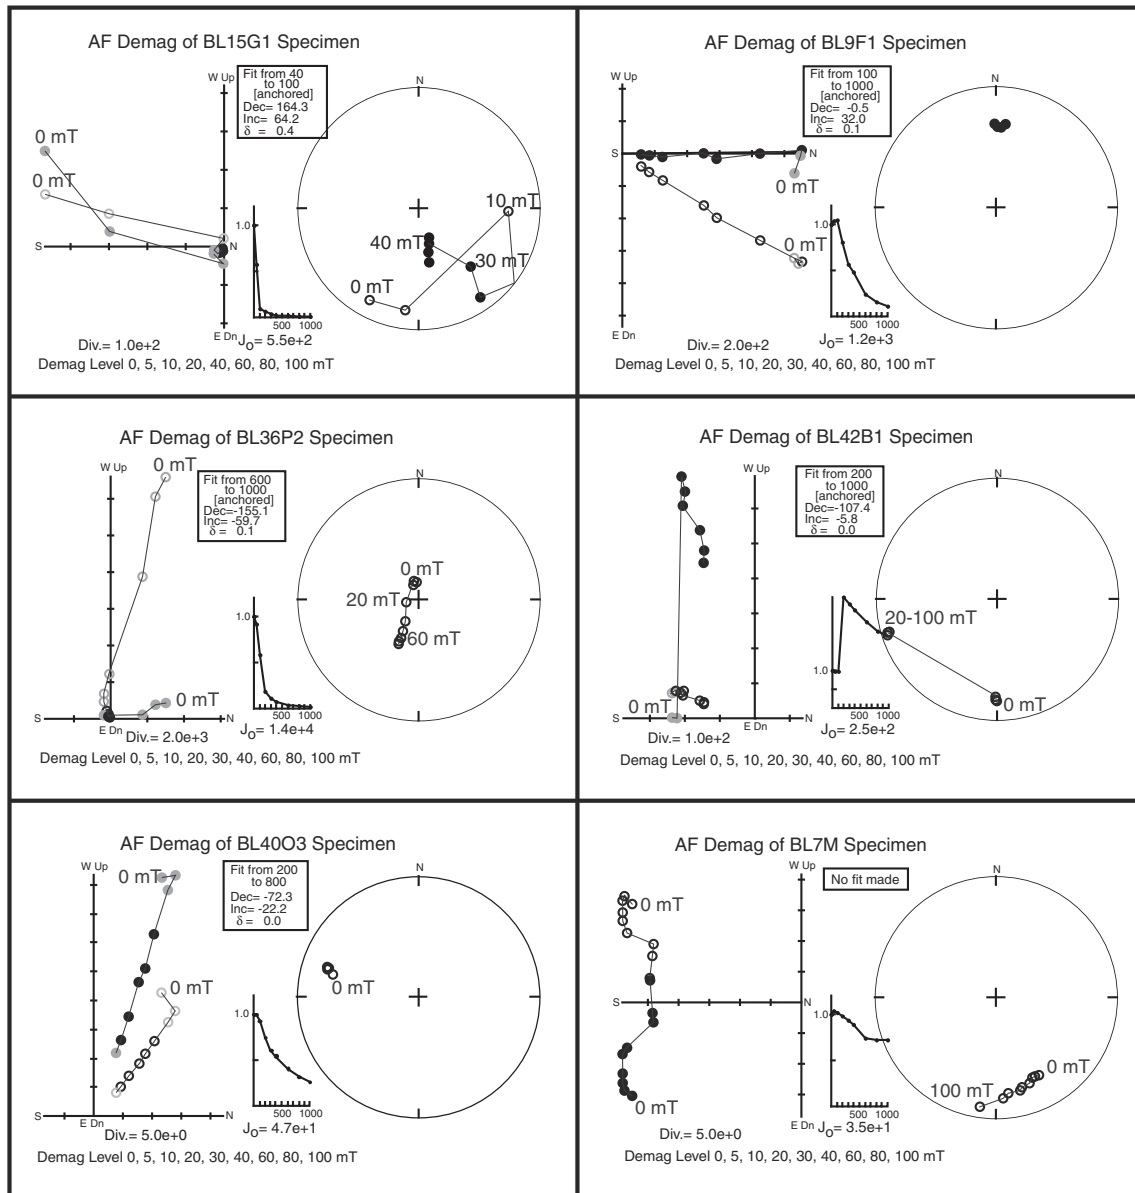 AF Demag of BL15G1 Specimen
W Up
Fit from 40
to 100
[anchored]
Dec= 164.3
Inc= 64.2
δ = 0.4
N
0 mT
0 mT
S
N
1.0
10 mT
40 mT
30 mT
0 mT
500 1000
E Dn
Div.= 1.0e+2
Jo= 5.5e+2
Demag Level 0, 5, 10, 20, 40, 60, 80, 100 mT
AF Demag of BL9F1 Specimen
W Up
Fit from 100
to 1000
[anchored]
Dec= -0.5
Inc= 32.0
δ = 0.1
N
S
N
0 mT
0 mT
1.0
500 1000
E Dn
Div.= 2.0e+2
Jo= 1.2e+3
Demag Level 0, 5, 10, 20, 30, 40, 60, 80, 100 mT
AF Demag of BL36P2 Specimen
W Up
0 mT
Fit from 600
to 1000
[anchored]
Dec=-155.1
Inc= -59.7
δ = 0.1
N
0 mT
20 mT
60 mT
1.0
0 mT
500 1000
S
N
E Dn
Div.= 2.0e+3
Jo= 1.4e+4
Demag Level 0, 5, 10, 20, 30, 40, 60, 80, 100 mT
AF Demag of BL42B1 Specimen
W Up
Fit from 200
to 1000
[anchored]
Dec=-107.4
Inc= -5.8
δ = 0.0
N
20-100 mT
1.0
0 mT
500 1000
0 mT
S
N
E Dn
Div.= 1.0e+2
Jo= 2.5e+2
Demag Level 0, 5, 10, 20, 30, 40, 60, 80, 100 mT
AF Demag of BL40O3 Specimen
W Up
0 mT
Fit from 200
to 800
Dec= -72.3
Inc= -22.2
δ = 0.0
N
0 mT
0 mT
1.0
500 1000
S
N
E Dn
Div.= 5.0e+0
Jo= 4.7e+1
Demag Level 0, 5, 10, 20, 30, 40, 60, 80, 100 mT
AF Demag of BL7M Specimen
W Up
No fit made
N
0 mT
S
N
1.0
0 mT
100 mT
0 mT
500 1000
E Dn
Div.= 5.0e+0
Jo= 3.5e+1
Demag Level 0, 5, 10, 20, 30, 40, 60, 80, 100 mT